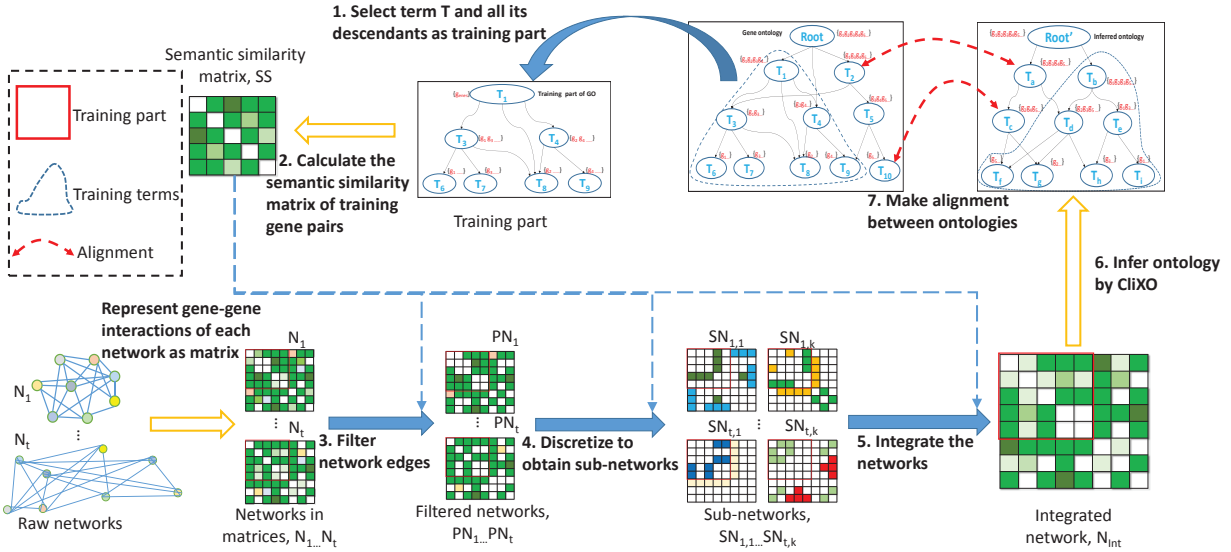 1. Select term T and all its
descendants as training part
Semantic similarity
matrix, SS
Training part
Training terms
Alignment
2. Calculate the
semantic similarity
matrix of training
gene pairs
Training part of GO
T1
T3
T4
T6
T7
T8
T9
Training part
Gene ontology
Root
T1
T2
T3
T4
T5
T6
T7
T8
T9
T10
Root'
Inferred ontology
Ta
Tb
Tc
Td
Te
Tf
Tg
Th
Ti
7. Make alignment
between ontologies
6. Infer ontology
by CliXO
Represent gene-gene
interactions of each
network as matrix
N1
Nt
Raw networks
N1
Nt
Networks in
matrices, N1...Nt
3. Filter
network edges
PN1
PNt
Filtered networks,
PN1...PNt
4. Discretize to
obtain sub-networks
SN1,1
SN1,k
SNt,1
SNt,k
Sub-networks,
SN1,1...SNt,k
5. Integrate the
networks
Integrated
network, NInt